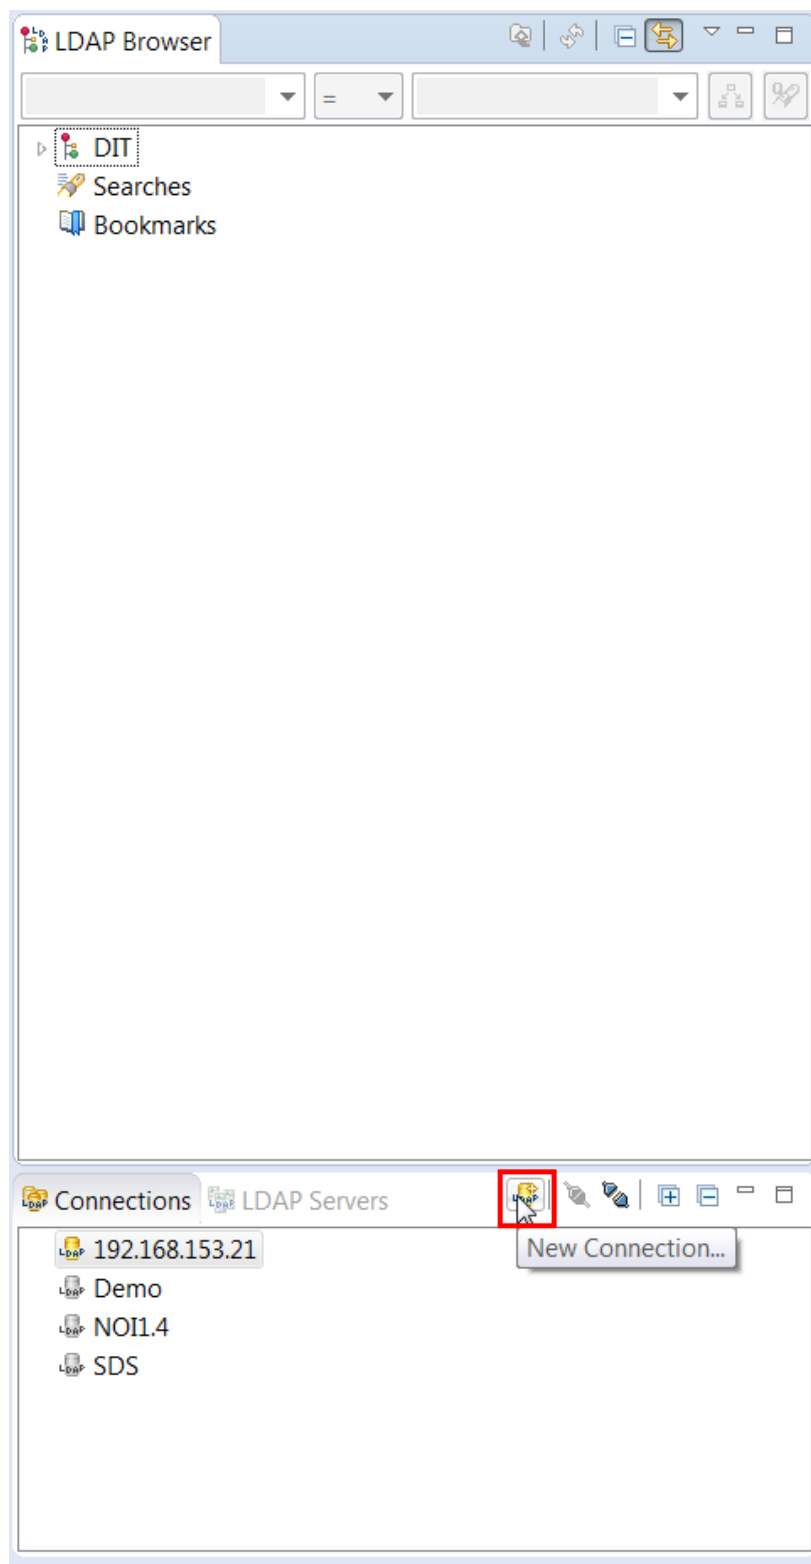 LDAP Browser
=
DIT
Searches
Bookmarks
Connections LDAP Servers
New Connection...
192.168.153.21
Demo
NOI1.4
SDS